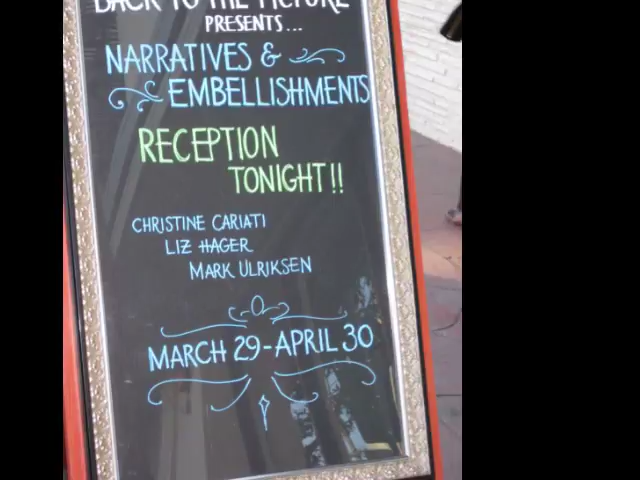 BACK TO THE PICTURE
PRESENTS...
NARRATIVES &
EMBELLISHMENTS
RECEPTION
TONIGHT!!
CHRISTINE CARIATI
LIZ HAGER
MARK ULRIKSEN
MARCH 29-APRIL 30